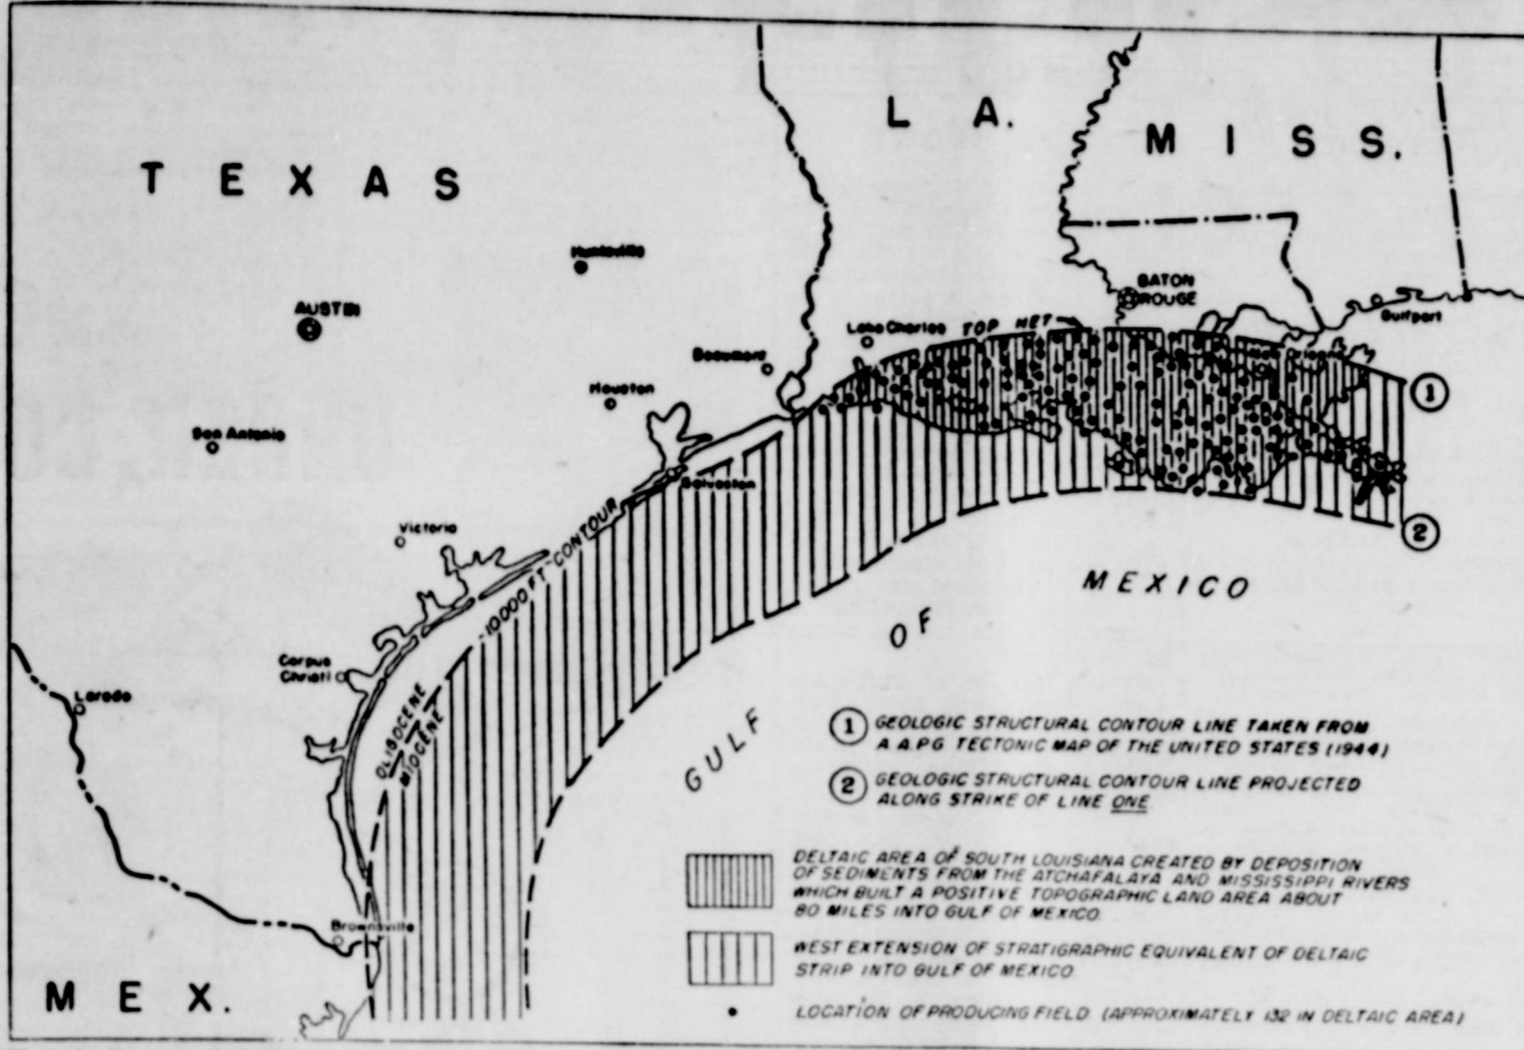 L A.
M I S S.
T E X A S
Huntsville
BATON
ROUGE
AUSTIN
Gulfport
Lake Charles
TOP HET
Beaumont
New Orleans
1
Houston
San Antonio
Galveston
-10000 FT-CONTOUR
Victoria
2
MEXICO
OF
GULF
Corpus
Christi
Laredo
OLIGOCENE
MIOCENE
1 GEOLOGIC STRUCTURAL CONTOUR LINE TAKEN FROM
A.A.P.G TECTONIC MAP OF THE UNITED STATES (1944)
2 GEOLOGIC STRUCTURAL CONTOUR LINE PROJECTED
ALONG STRIKE OF LINE ONE
DELTAIC AREA OF SOUTH LOUISIANA CREATED BY DEPOSITION
OF SEDIMENTS FROM THE ATCHAFALAYA AND MISSISSIPPI RIVERS
WHICH BUILT A POSITIVE TOPOGRAPHIC LAND AREA ABOUT
80 MILES INTO GULF OF MEXICO
Brownsville
WEST EXTENSION OF STRATIGRAPHIC EQUIVALENT OF DELTAIC
STRIP INTO GULF OF MEXICO
M E X.
LOCATION OF PRODUCING FIELD (APPROXIMATELY 132 IN DELTAIC AREA)